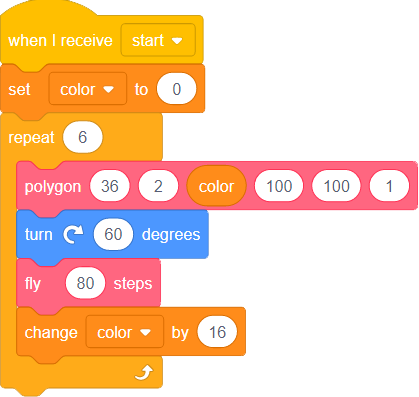 when I receive start
set color to 0
repeat 6
polygon 36 2 color 100 100 1
turn 60 degrees
fly 80 steps
change color by 16